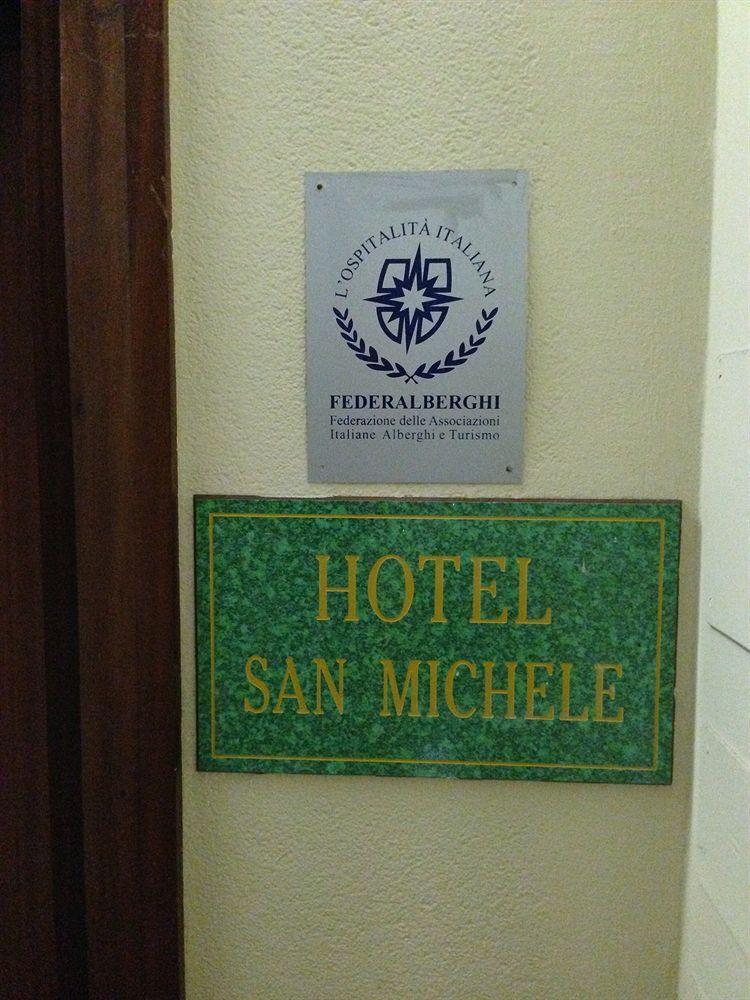 L'OSPITALITÀ ITALIANA
FEDERALBERGHI
Federazione delle Associazioni
Italiane Alberghi e Turismo
HOTEL
SAN MICHELE